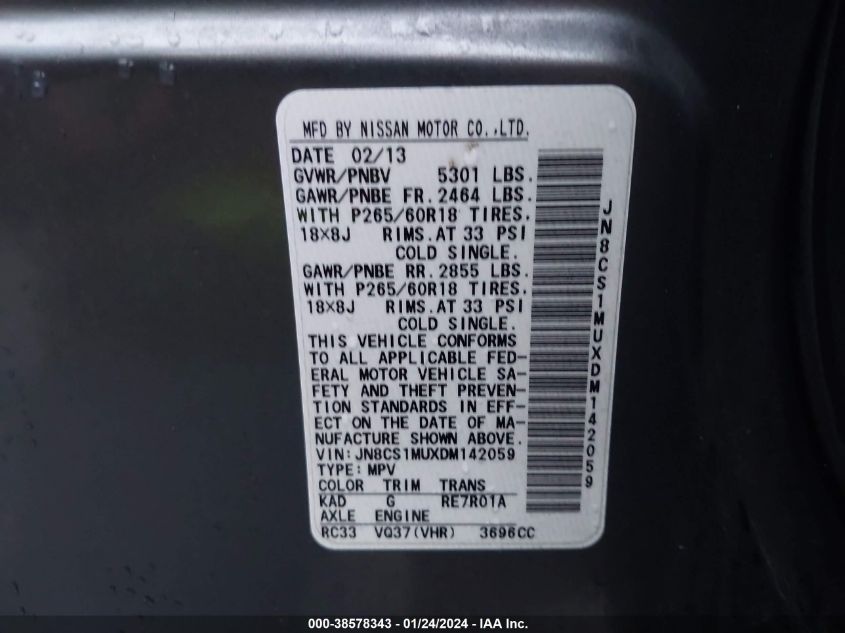 MFD BY NISSAN MOTOR CO.,LTD.
DATE 02/13
GVWR/PNBV 5301 LBS.
GAWR/PNBE FR. 2464 LBS.
WITH P265/60R18 TIRES.
18×8J RIMS. AT 33 PSI
COLD SINGLE.
GAWR/PNBE RR. 2855 LBS.
WITH P265/60R18 TIRES.
18×8J RIMS. AT 33 PSI
COLD SINGLE.
THIS VEHICLE CONFORMS
TO ALL APPLICABLE FED-
ERAL MOTOR VEHICLE SA-
FETY AND THEFT PREVEN-
TION STANDARDS IN EFF-
ECT ON THE DATE OF MA-
NUFACTURE SHOWN ABOVE.
VIN: JN8CS1MUXDM142059
TYPE: MPV
COLOR TRIM TRANS
KAD G RE7R01A
AXLE ENGINE
RC33 VQ37(VHR) 3696CC
JN8CS1MUXDM142059
000-38578343 / 01/24/2024 - IAA Inc.